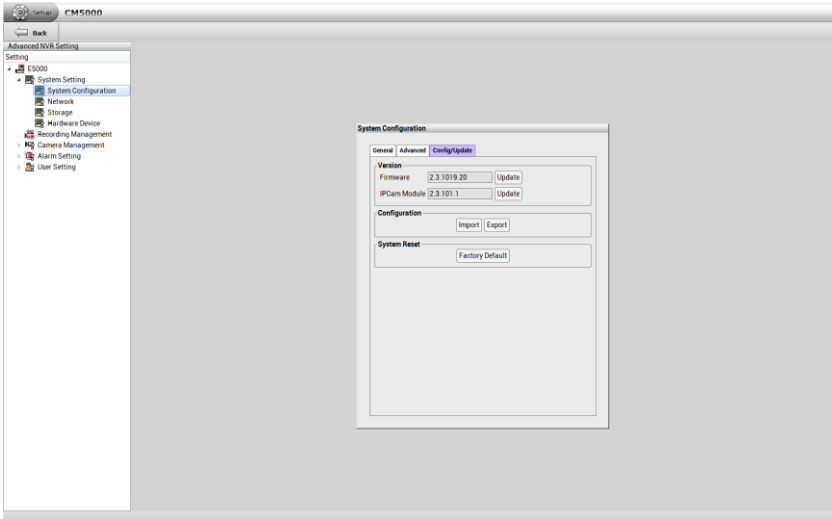 Setup CM5000
Back
Advanced NVR Setting
Setting
E5000
System Setting
System Configuration
Network
Storage
Hardware Device
Recording Management
Camera Management
Alarm Setting
User Setting
System Configuration
General Advanced Config/Update
Version
Firmware 2.3.1019.20 Update
IPCam Module 2.3.101.1 Update
Configuration
Import Export
System Reset
Factory Default